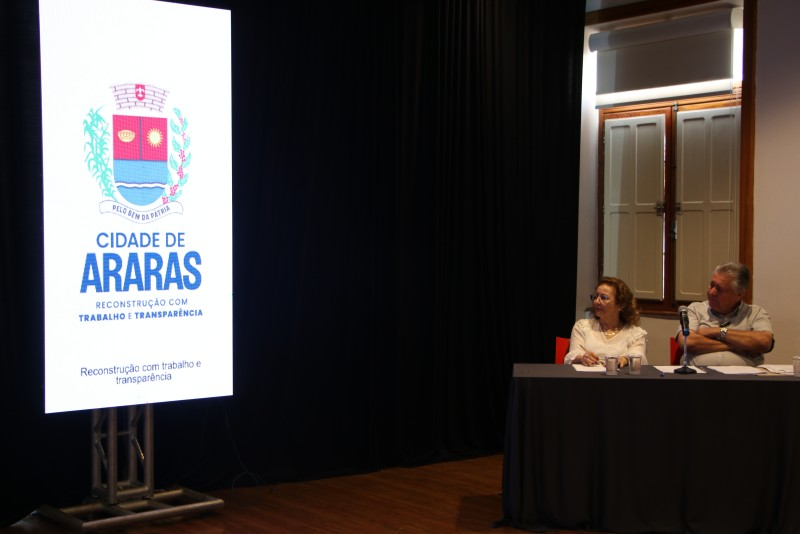 PELO BEM DA PÁTRIA
CIDADE DE
ARARAS
RECONSTRUÇÃO COM
TRABALHO E TRANSPARÊNCIA
Reconstrução com trabalho e
transparência